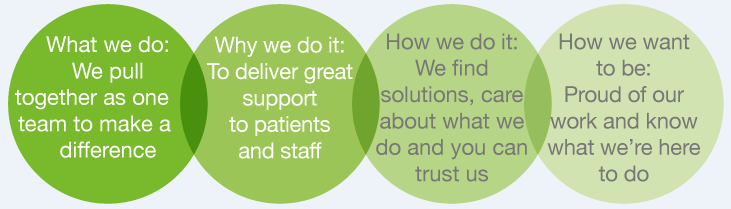 What we do:
We pull
together as one
team to make a
difference
Why we do it:
To deliver great
support
to patients
and staff
How we do it:
We find
solutions, care
about what we
do and you can
trust us
How we want
to be:
Proud of our
work and know
what we’re here
to do